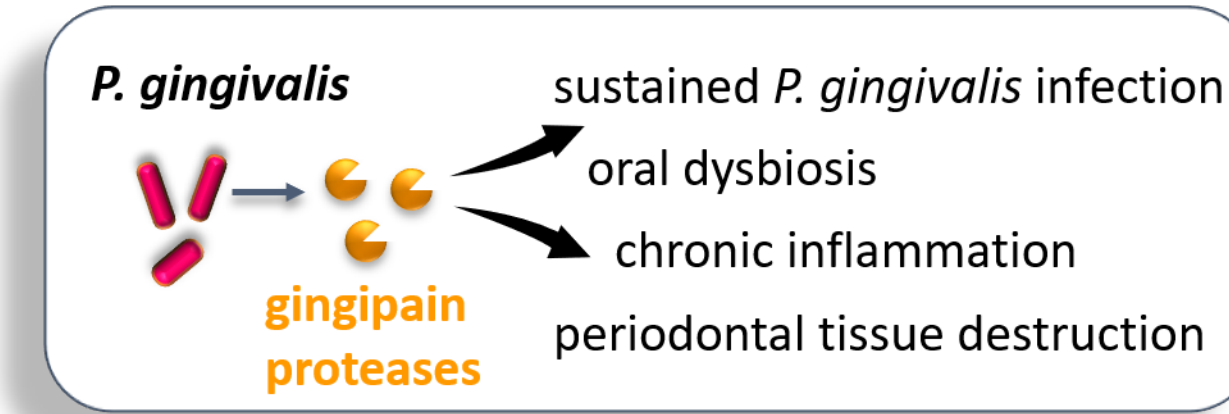 P. gingivalis
sustained P. gingivalis infection
oral dysbiosis
chronic inflammation
gingipain
proteases
periodontal tissue destruction